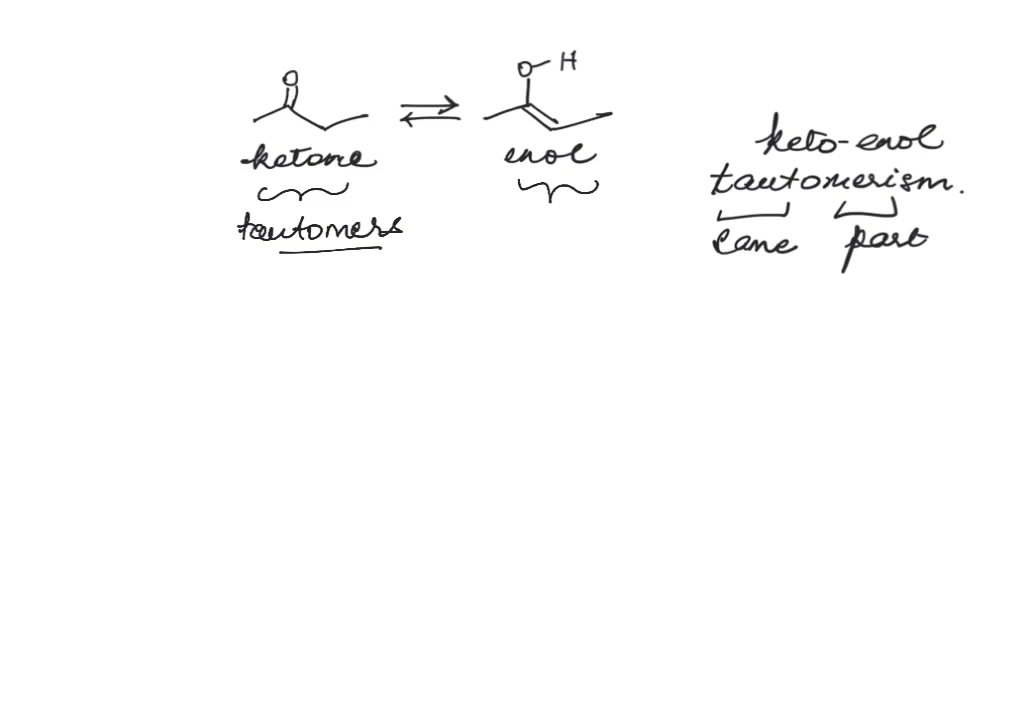 O
O-H
ketone
enol
tautomers
keto-enol
tautomerism.
same part